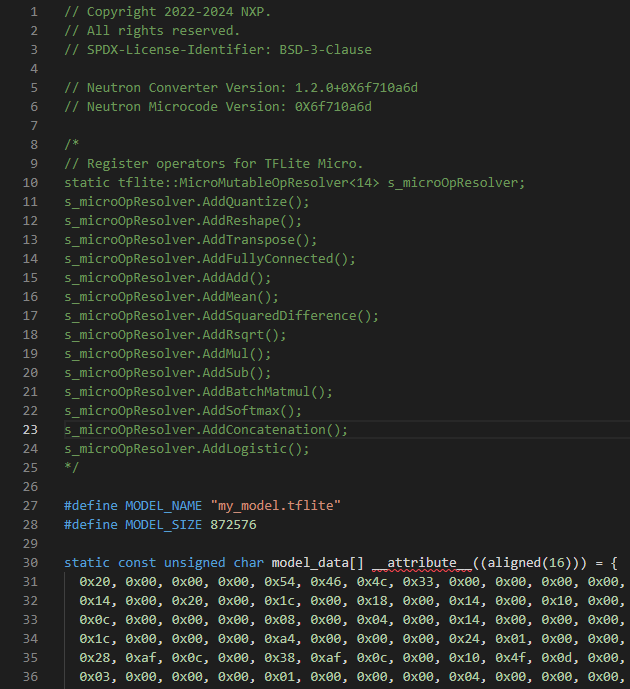 1 // Copyright 2022-2024 NXP.
2 // All rights reserved.
3 // SPDX-License-Identifier: BSD-3-Clause
4
5 // Neutron Converter Version: 1.2.0+0X6f710a6d
6 // Neutron Microcode Version: 0X6f710a6d
7
8 /*
9 // Register operators for TFLite Micro.
10 static tflite::MicroMutableOpResolver<14> s_microOpResolver;
11 s_microOpResolver.AddQuantize();
12 s_microOpResolver.AddReshape();
13 s_microOpResolver.AddTranspose();
14 s_microOpResolver.AddFullyConnected();
15 s_microOpResolver.AddAdd();
16 s_microOpResolver.AddMean();
17 s_microOpResolver.AddSquaredDifference();
18 s_microOpResolver.AddRsqrt();
19 s_microOpResolver.AddMul();
20 s_microOpResolver.AddSub();
21 s_microOpResolver.AddBatchMatmul();
22 s_microOpResolver.AddSoftmax();
23 s_microOpResolver.AddConcatenation();
24 s_microOpResolver.AddLogistic();
25 */
26
27 #define MODEL_NAME "my_model.tflite"
28 #define MODEL_SIZE 872576
29
30 static const unsigned char model_data[] __attribute__((aligned(16))) = {
31 0x20, 0x00, 0x00, 0x00, 0x54, 0x46, 0x4c, 0x33, 0x00, 0x00, 0x00, 0x00,
32 0x14, 0x00, 0x20, 0x00, 0x1c, 0x00, 0x18, 0x00, 0x14, 0x00, 0x10, 0x00,
33 0x0c, 0x00, 0x00, 0x00, 0x08, 0x00, 0x04, 0x00, 0x14, 0x00, 0x00, 0x00,
34 0x1c, 0x00, 0x00, 0x00, 0xa4, 0x00, 0x00, 0x00, 0x24, 0x01, 0x00, 0x00,
35 0x28, 0xaf, 0x0c, 0x00, 0x38, 0xaf, 0x0c, 0x00, 0x10, 0x4f, 0x0d, 0x00,
36 0x03, 0x00, 0x00, 0x00, 0x01, 0x00, 0x00, 0x00, 0x04, 0x00, 0x00, 0x00,